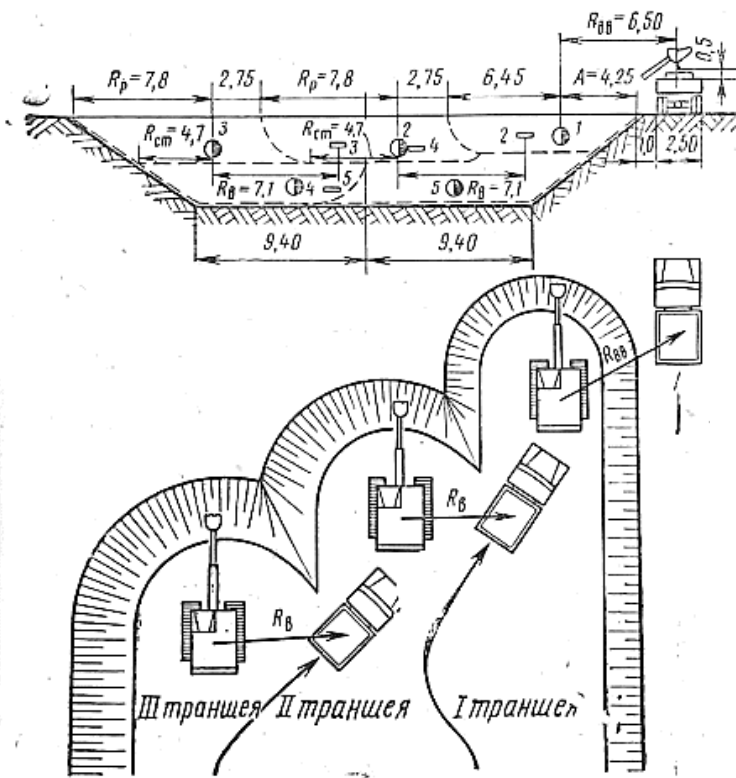 Rвв = 6,50
0,5
Rр = 7,8
2,75
Rр = 7,8
2,75
6,45
A = 4,25
Rст = 4,7
3
Rст = 4,7
3
2
4
2
1
1,0
2,50
Rв = 7,1
4
5
5
Rв = 7,1
9,40
9,40
Rвв
Rв
Rв
III траншея
II траншея
I траншея